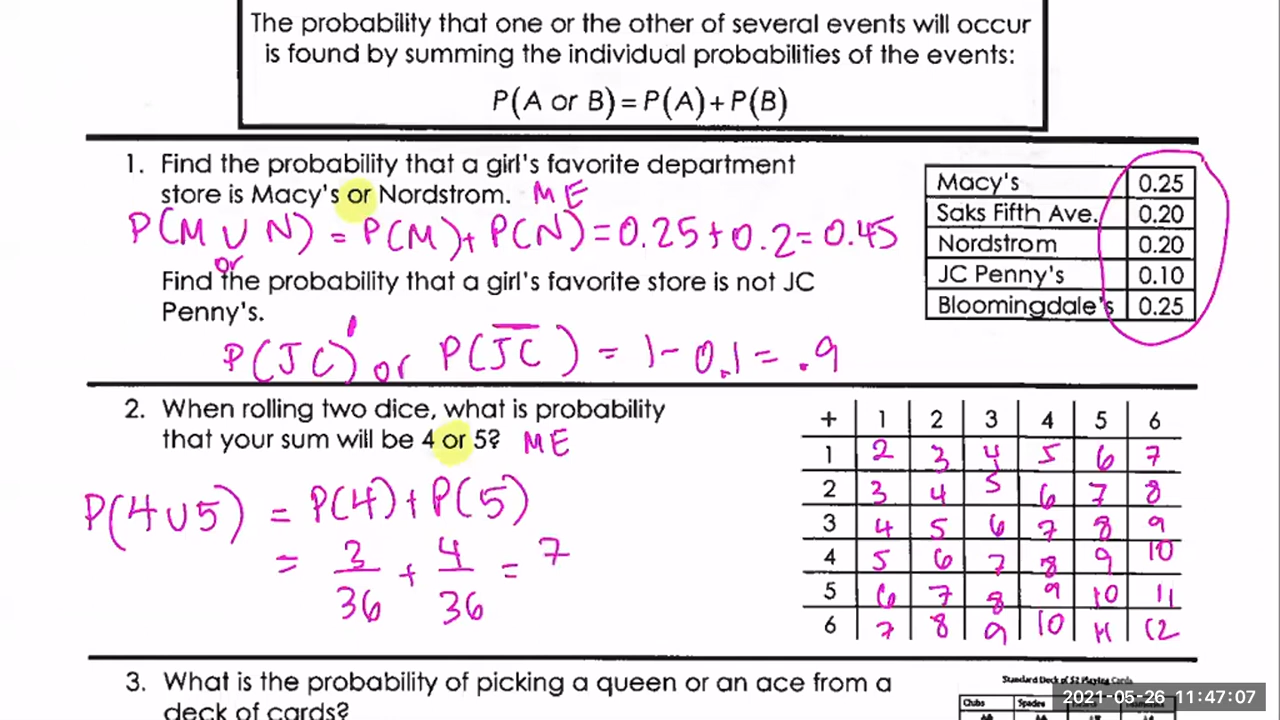 The probability that one or the other of several events will occur
is found by summing the individual probabilities of the events:
P(A or B) = P(A) + P(B)
1. Find the probability that a girl's favorite department
store is Macy's or Nordstrom. ME
P(M ∪ N) = P(M) + P(N) = 0.25 + 0.2 = 0.45
or
Find the probability that a girl's favorite store is not JC
Penny's.
P(JC)' or P(J̅C̅) = 1 - 0.1 = .9
Macy's 0.25
Saks Fifth Ave. 0.20
Nordstrom 0.20
JC Penny's 0.10
Bloomingdale's 0.25
2. When rolling two dice, what is probability
that your sum will be 4 or 5? ME
P(4∪5) = P(4) + P(5)
= 3/36 + 4/36 = 7
+ 1 2 3 4 5 6
1 2 3 4 5 6 7
2 3 4 5 6 7 8
3 4 5 6 7 8 9
4 5 6 7 8 9 10
5 6 7 8 9 10 11
6 7 8 9 10 11 12
3. What is the probability of picking a queen or an ace from a
deck of cards?
Standard Deck of 52 Playing Cards
Clubs Spades
2021-05-26 11:47:07